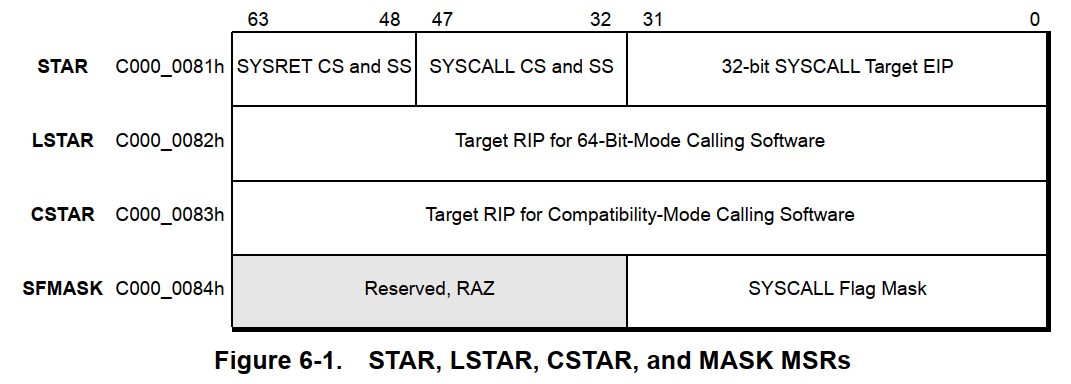 63 48 47 32 31 0
STAR C000_0081h SYSRET CS and SS SYSCALL CS and SS 32-bit SYSCALL Target EIP
LSTAR C000_0082h Target RIP for 64-Bit-Mode Calling Software
CSTAR C000_0083h Target RIP for Compatibility-Mode Calling Software
SFMASK C000_0084h Reserved, RAZ SYSCALL Flag Mask
Figure 6-1. STAR, LSTAR, CSTAR, and MASK MSRs